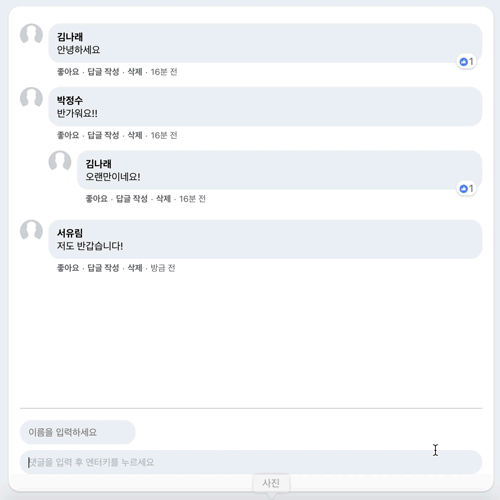 김나래
안녕하세요
1
좋아요 · 답글 작성 · 삭제 · 16분 전
박정수
반가워요!!
좋아요 · 답글 작성 · 삭제 · 16분 전
김나래
오랜만이네요!
1
좋아요 · 답글 작성 · 삭제 · 16분 전
서유림
저도 반갑습니다!
좋아요 · 답글 작성 · 삭제 · 방금 전
이름을 입력하세요
댓글을 입력 후 엔터키를 누르세요
사진